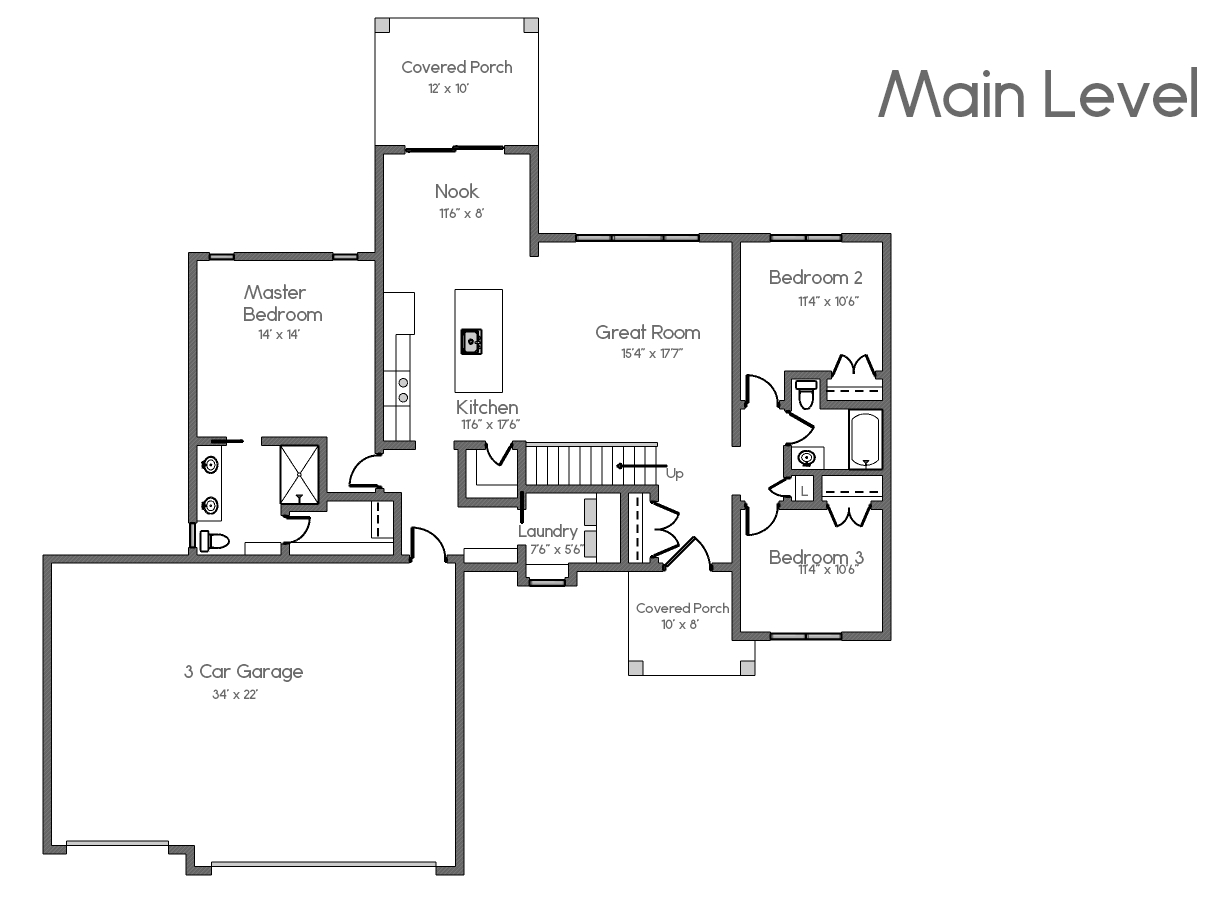 Main Level
Covered Porch
12' x 10'
Nook
11'6" x 8'
Master
Bedroom
14' x 14'
Bedroom 2
11'4" x 10'6"
Great Room
15'4" x 17'7"
Kitchen
11'6" x 17'6"
Up
L
Laundry
7'6" x 5'6"
Bedroom 3
11'4" x 10'6"
Covered Porch
10' x 8'
3 Car Garage
34' x 22'